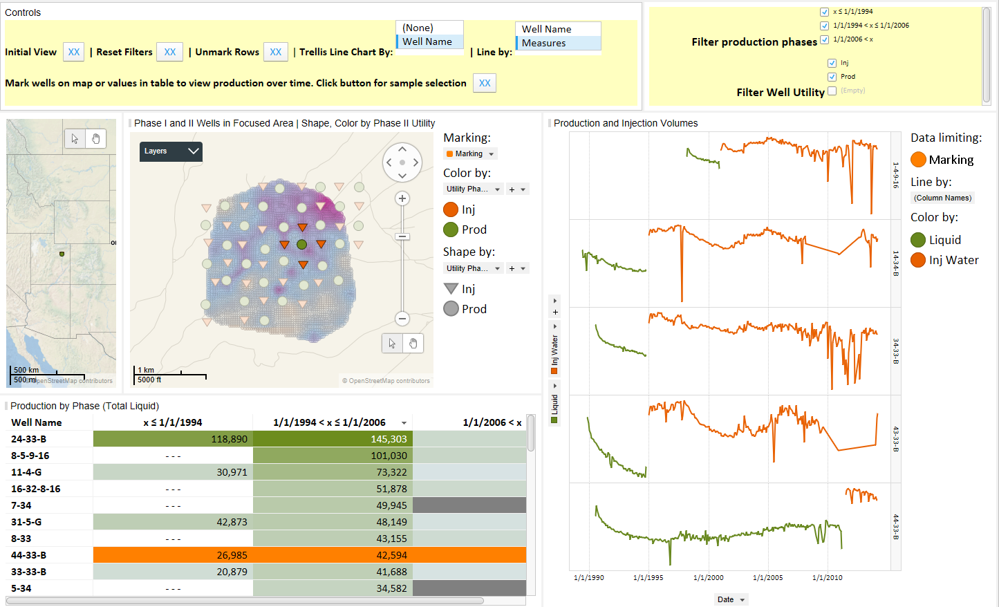 Controls
(None)
Well Name
Well Name
Measures
Initial View XX | Reset Filters XX | Unmark Rows XX | Trellis Line Chart By: | Line by:
Mark wells on map or values in table to view production over time. Click button for sample selection XX
x ≤ 1/1/1994
1/1/1994 < x ≤ 1/1/2006
Filter production phases 1/1/2006 < x
Inj
Prod
Filter Well Utility (Empty)
500 km
500 mi
© OpenStreetMap contributors
Phase I and II Wells in Focused Area | Shape, Color by Phase II Utility
Layers
1 km
5000 ft
© OpenStreetMap contributors
Marking:
Marking
Color by:
Utility Pha... +
Inj
Prod
Shape by:
Utility Pha... +
Inj
Prod
Production by Phase (Total Liquid)
Well Name x ≤ 1/1/1994 1/1/1994 < x ≤ 1/1/2006 1/1/2006 < x
24-33-B 118,890 145,303
8-5-9-16 - - - 101,030
11-4-G 30,971 73,322
16-32-8-16 - - - 51,878
7-34 - - - 49,945
31-5-G 42,873 48,149
8-33 - - - 43,155
44-33-B 26,985 42,594
33-33-B 20,879 41,688
5-34 - - - 34,582
Production and Injection Volumes
+
Inj Water
Liquid
1-4-9-16
14-34-B
34-33-B
43-33-B
44-33-B
1/1/1990 1/1/1995 1/1/2000 1/1/2005 1/1/2010
Date
Data limiting:
Marking
Line by:
(Column Names)
Color by:
Liquid
Inj Water